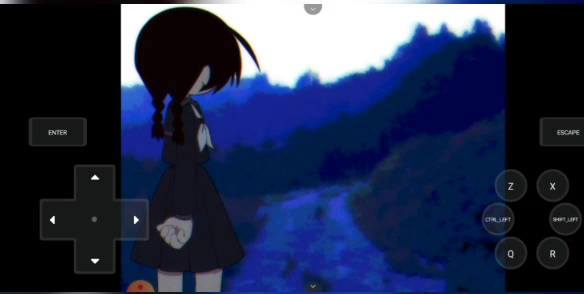 ENTER
ESCAPE
Z
X
CTRL_LEFT
SHIFT_LEFT
Q
R